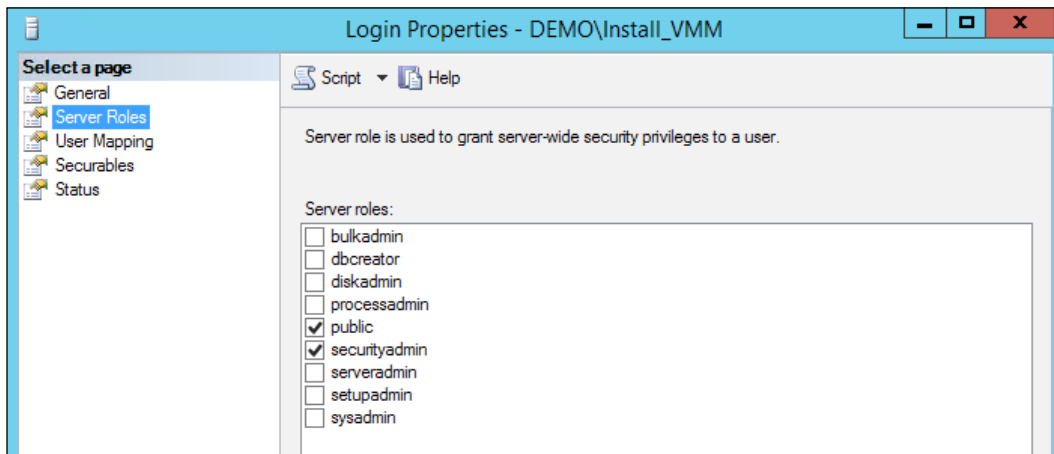 Login Properties - DEMO\Install_VMM
Select a page
General
Server Roles
User Mapping
Securables
Status
Script Help
Server role is used to grant server-wide security privileges to a user.
Server roles:
bulkadmin
dbcreator
diskadmin
processadmin
public
securityadmin
serveradmin
setupadmin
sysadmin